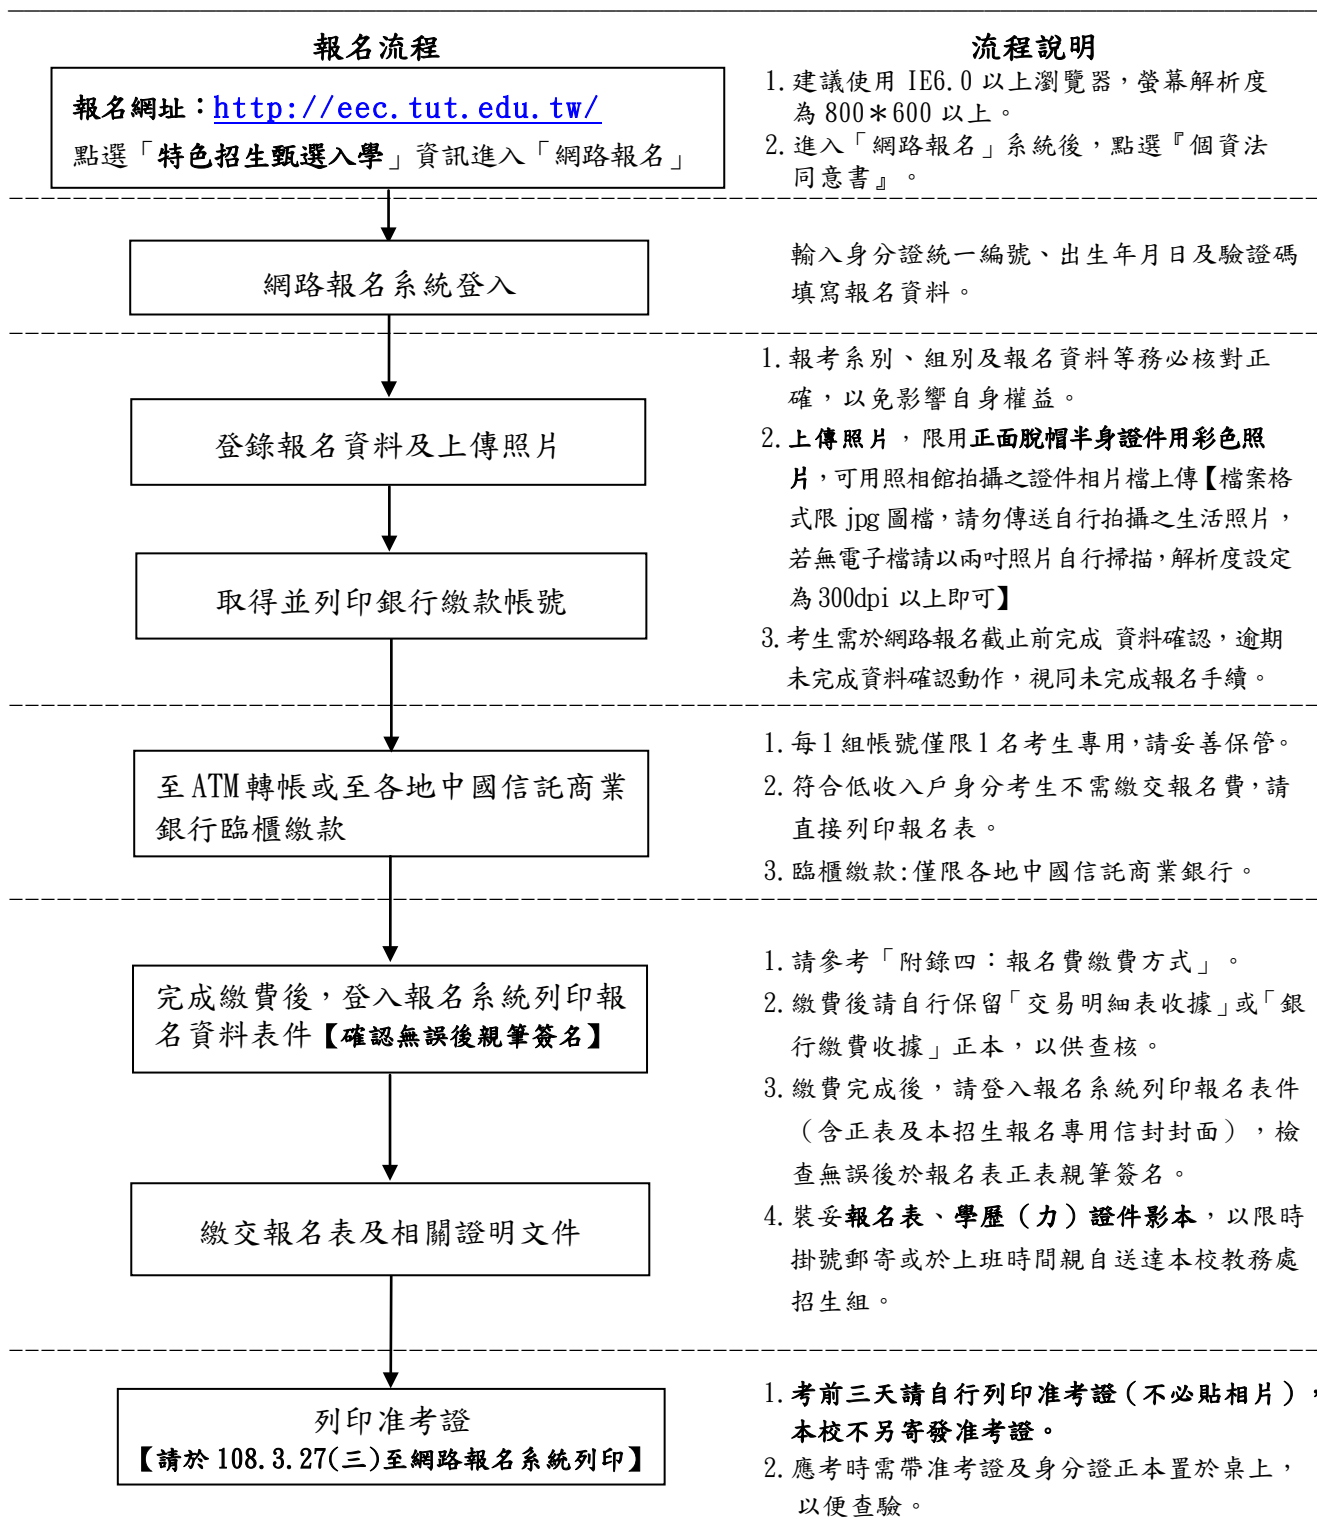 報名流程
報名網址：http://eec.tut.edu.tw/
點選「特色招生甄選入學」資訊進入「網路報名」
網路報名系統登入
登錄報名資料及上傳照片
取得並列印銀行繳款帳號
至 ATM 轉帳或至各地中國信託商業
銀行臨櫃繳款
完成繳費後，登入報名系統列印報
名資料表件【確認無誤後親筆簽名】
繳交報名表及相關證明文件
列印准考證
【請於 108.3.27(三)至網路報名系統列印】
流程說明
1.建議使用 IE6.0 以上瀏覽器，螢幕解析度
為 800＊600 以上。
2.進入「網路報名」系統後，點選『個資法
同意書』。
輸入身分證統一編號、出生年月日及驗證碼
填寫報名資料。
1.報考系別、組別及報名資料等務必核對正
確，以免影響自身權益。
2.上傳照片，限用正面脫帽半身證件用彩色照
片，可用照相館拍攝之證件相片檔上傳【檔案格
式限 jpg 圖檔，請勿傳送自行拍攝之生活照片，
若無電子檔請以兩吋照片自行掃描，解析度設定
為 300dpi 以上即可】
3.考生需於網路報名截止前完成 資料確認，逾期
未完成資料確認動作，視同未完成報名手續。
1.每 1 組帳號僅限 1 名考生專用，請妥善保管。
2.符合低收入戶身分考生不需繳交報名費，請
直接列印報名表。
3.臨櫃繳款:僅限各地中國信託商業銀行。
1.請參考「附錄四：報名費繳費方式」。
2.繳費後請自行保留「交易明細表收據」或「銀
行繳費收據」正本，以供查核。
3.繳費完成後，請登入報名系統列印報名表件
（含正表及本招生報名專用信封封面），檢
查無誤後於報名表正表親筆簽名。
4.裝妥報名表、學歷（力）證件影本，以限時
掛號郵寄或於上班時間親自送達本校教務處
招生組。
1.考前三天請自行列印准考證（不必貼相片），
本校不另寄發准考證。
2.應考時需帶准考證及身分證正本置於桌上，
以便查驗。